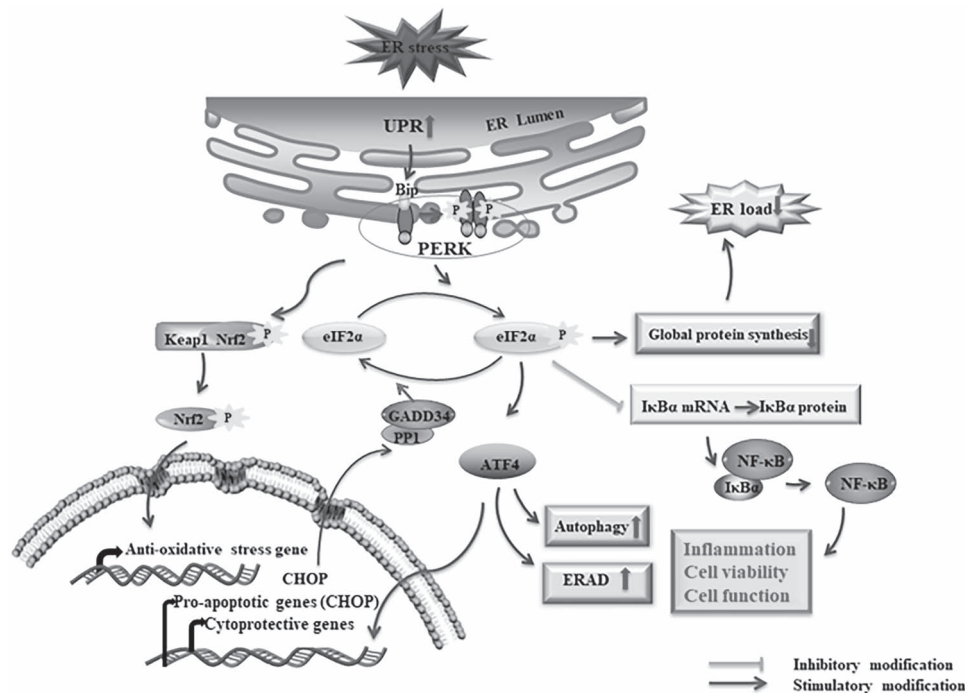 ER stress
UPR
ER Lumen
Bip
P P
PERK
ER load
Keap1 Nrf2 P
eIF2α
eIF2α P
Global protein synthesis
Nrf2 P
GADD34
PP1
IκBα mRNA IκBα protein
ATF4
NF-κB
IκBα
NF-κB
Autophagy
ERAD
Inflammation
Cell viability
Cell function
Anti-oxidative stress gene
CHOP
Pro-apoptotic genes (CHOP)
Cytoprotective genes
Inhibitory modification
Stimulatory modification